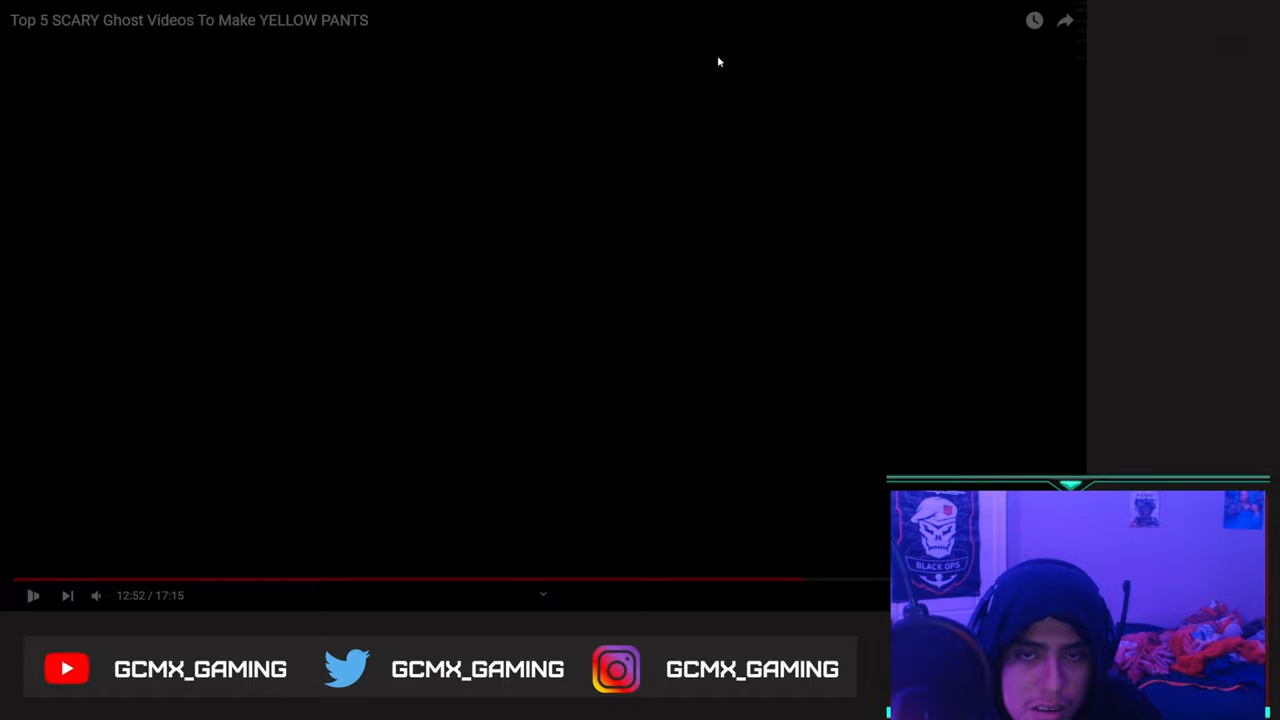 Top 5 SCARY Ghost Videos To Make YELLOW PANTS
BLACK OPS
12:52 / 17:15
GCMX_GAMING GCMX_GAMING GCMX_GAMING